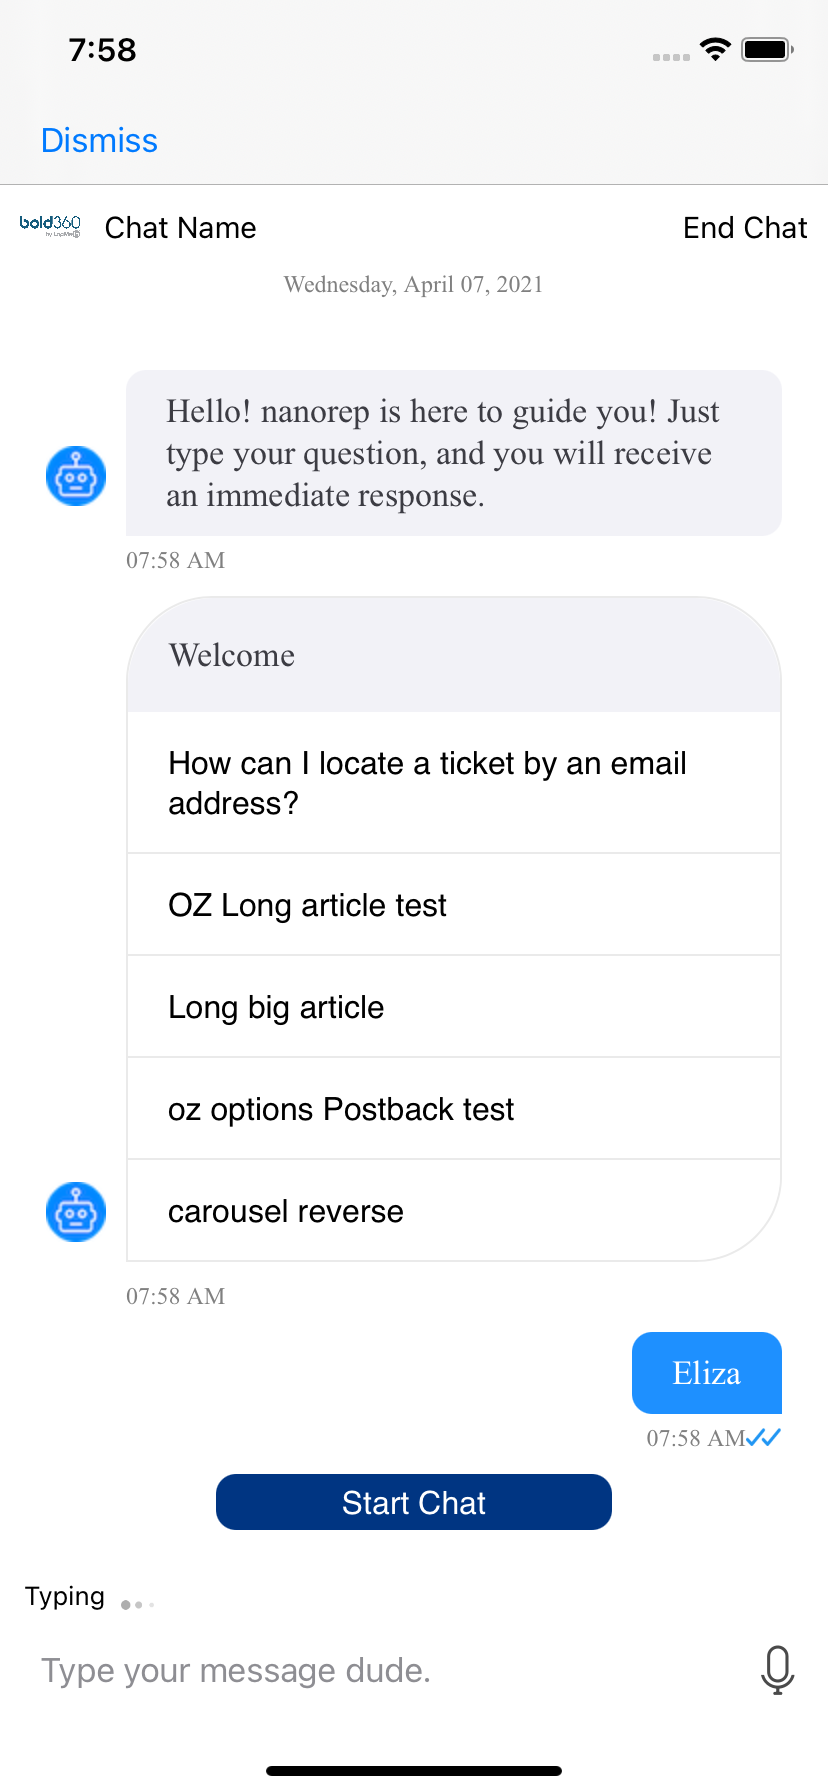 7:58
Dismiss
bold360
Chat Name
End Chat
Wednesday, April 07, 2021
Hello! nanorep is here to guide you! Just
type your question, and you will receive
an immediate response.
07:58 AM
Welcome
How can I locate a ticket by an email
address?
OZ Long article test
Long big article
oz options Postback test
carousel reverse
07:58 AM
Eliza
07:58 AM
Start Chat
Typing
Type your message dude.